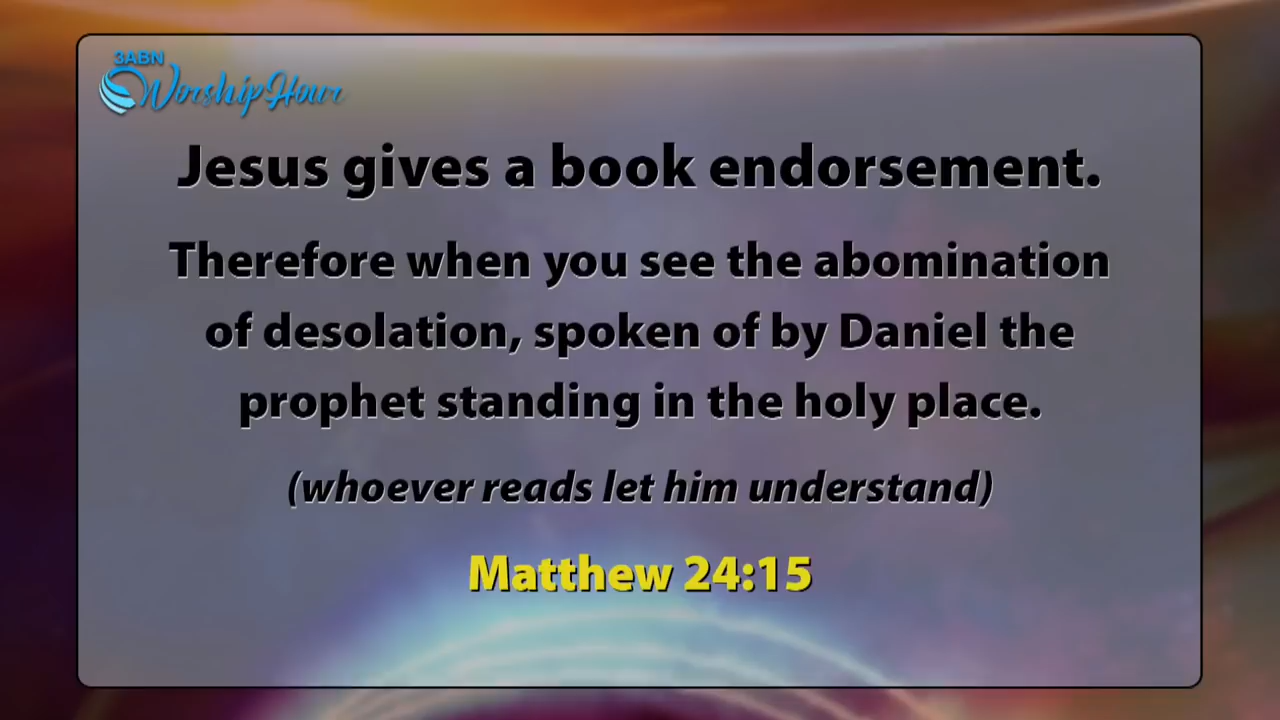 3ABN
Worship Hour
Jesus gives a book endorsement.
Therefore when you see the abomination
of desolation, spoken of by Daniel the
prophet standing in the holy place.
(whoever reads let him understand)
Matthew 24:15